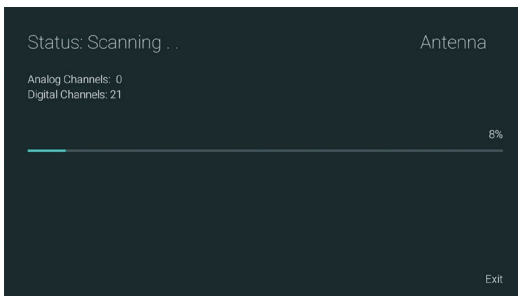 Status: Scanning . .
Antenna
Analog Channels: 0
Digital Channels: 21
8%
Exit